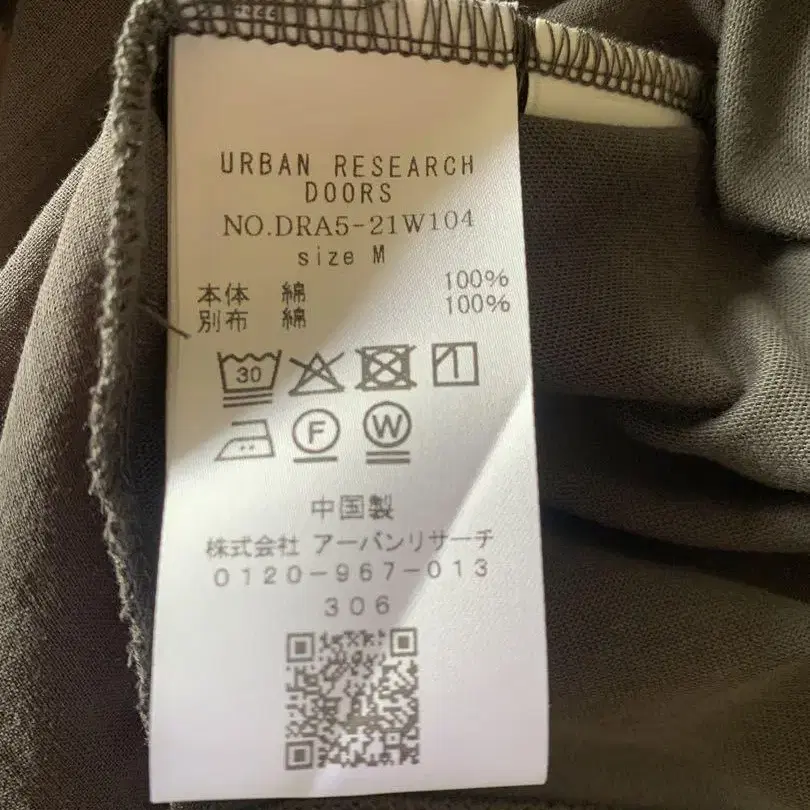 URBAN RESEARCH
DOORS
NO.DRA5-21W104
size M
本体 綿 100%
別布 綿 100%
30
F W
中国製
株式会社 アーバンリサーチ
0120-967-013
306